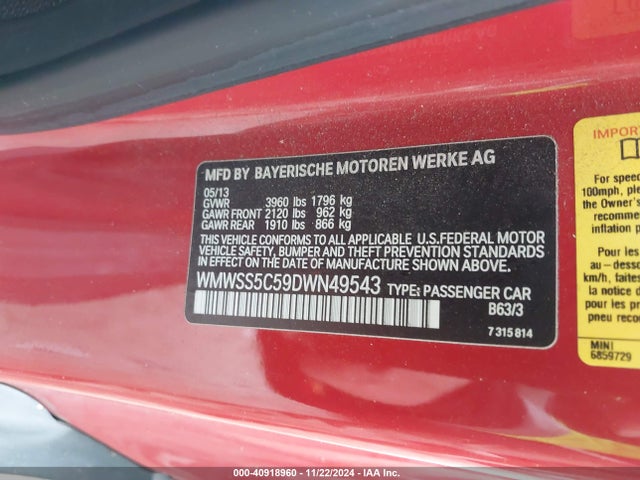 MFD BY BAYERISCHE MOTOREN WERKE AG
05/13
GVWR 3960 lbs 1796 kg
GAWR FRONT 2120 lbs 962 kg
GAWR REAR 1910 lbs 866 kg
THIS VEHICLE CONFORMS TO ALL APPLICABLE U.S.FEDERAL MOTOR
VEHICLE SAFETY, BUMPER, AND THEFT PREVENTION STANDARDS
IN EFFECT ON THE DATE OF MANUFACTURE SHOWN ABOVE.
WMWSS5C59DWN49543 TYPE: PASSENGER CAR
B63/3
7 315 814
For speed
100mph, ple
the Owner's
recomme
inflation p
Pour les
au-desso
km/h,
faites
la notice d
pour les pr
pneu recom
MINI
6859729
000-40918960 - 11/22/2024 - IAA Inc.